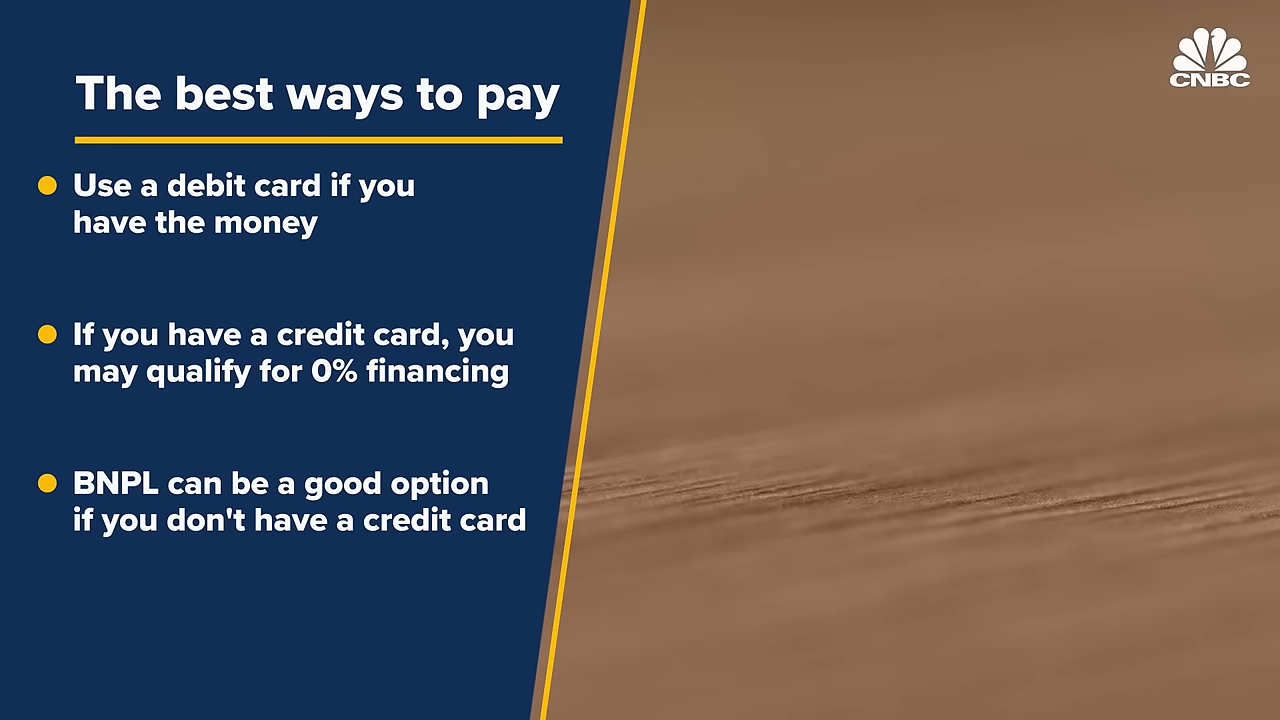 The best ways to pay
Use a debit card if you
have the money
If you have a credit card, you
may qualify for 0% financing
BNPL can be a good option
if you don't have a credit card
CNBC